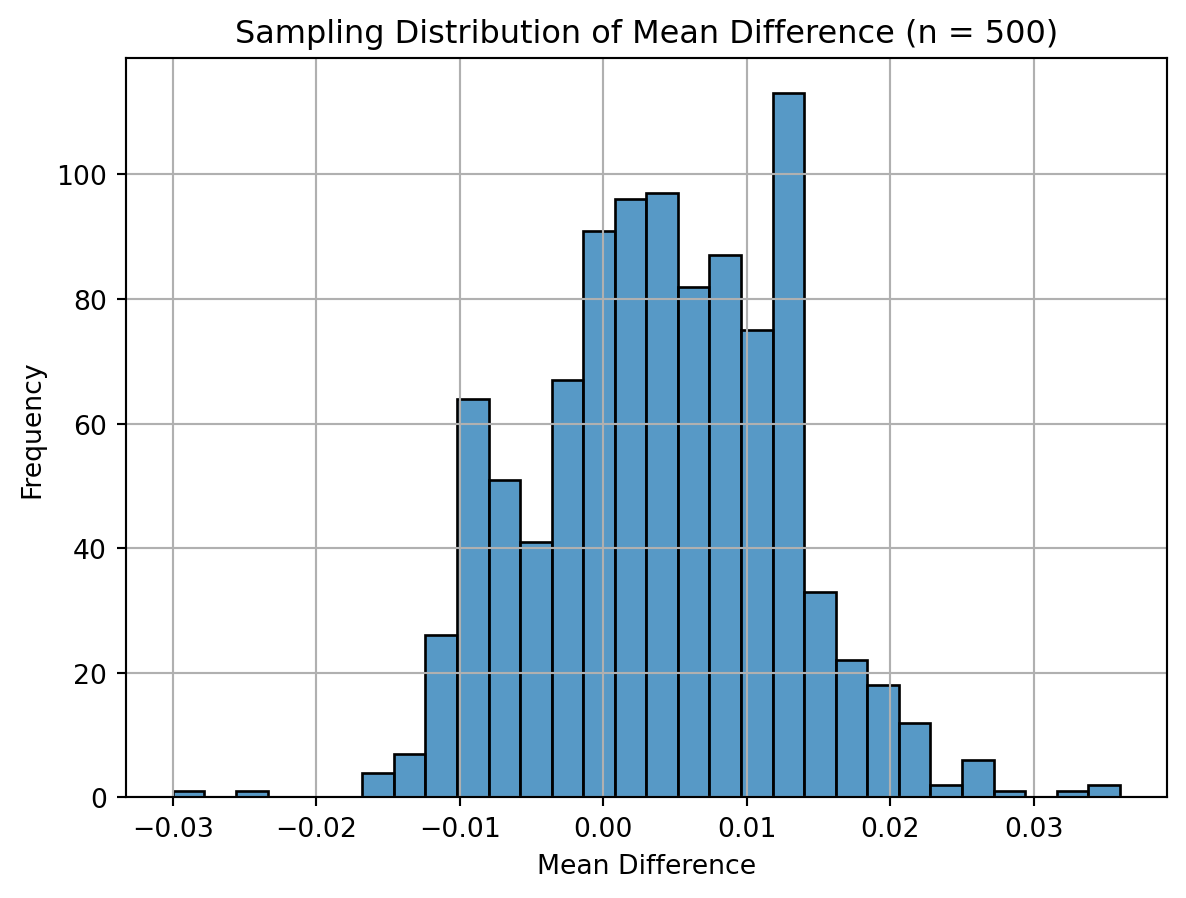 Sampling Distribution of Mean Difference (n = 500)
Frequency
100
80
60
40
20
0
−0.03 −0.02 −0.01 0.00 0.01 0.02 0.03
Mean Difference